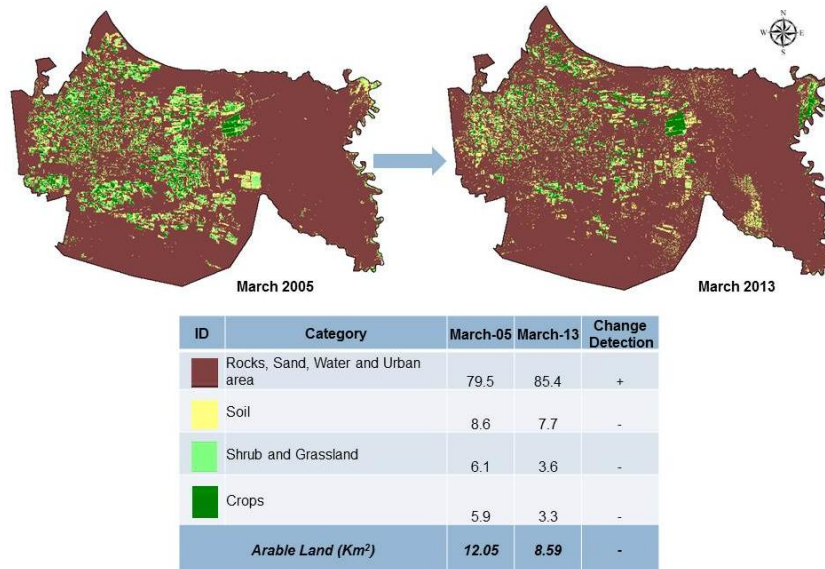 N
W E
S
March 2005
March 2013
ID Category March-05 March-13 Change Detection
Rocks, Sand, Water and Urban area 79.5 85.4 +
Soil 8.6 7.7 -
Shrub and Grassland 6.1 3.6 -
Crops 5.9 3.3 -
Arable Land (Km²) 12.05 8.59 -